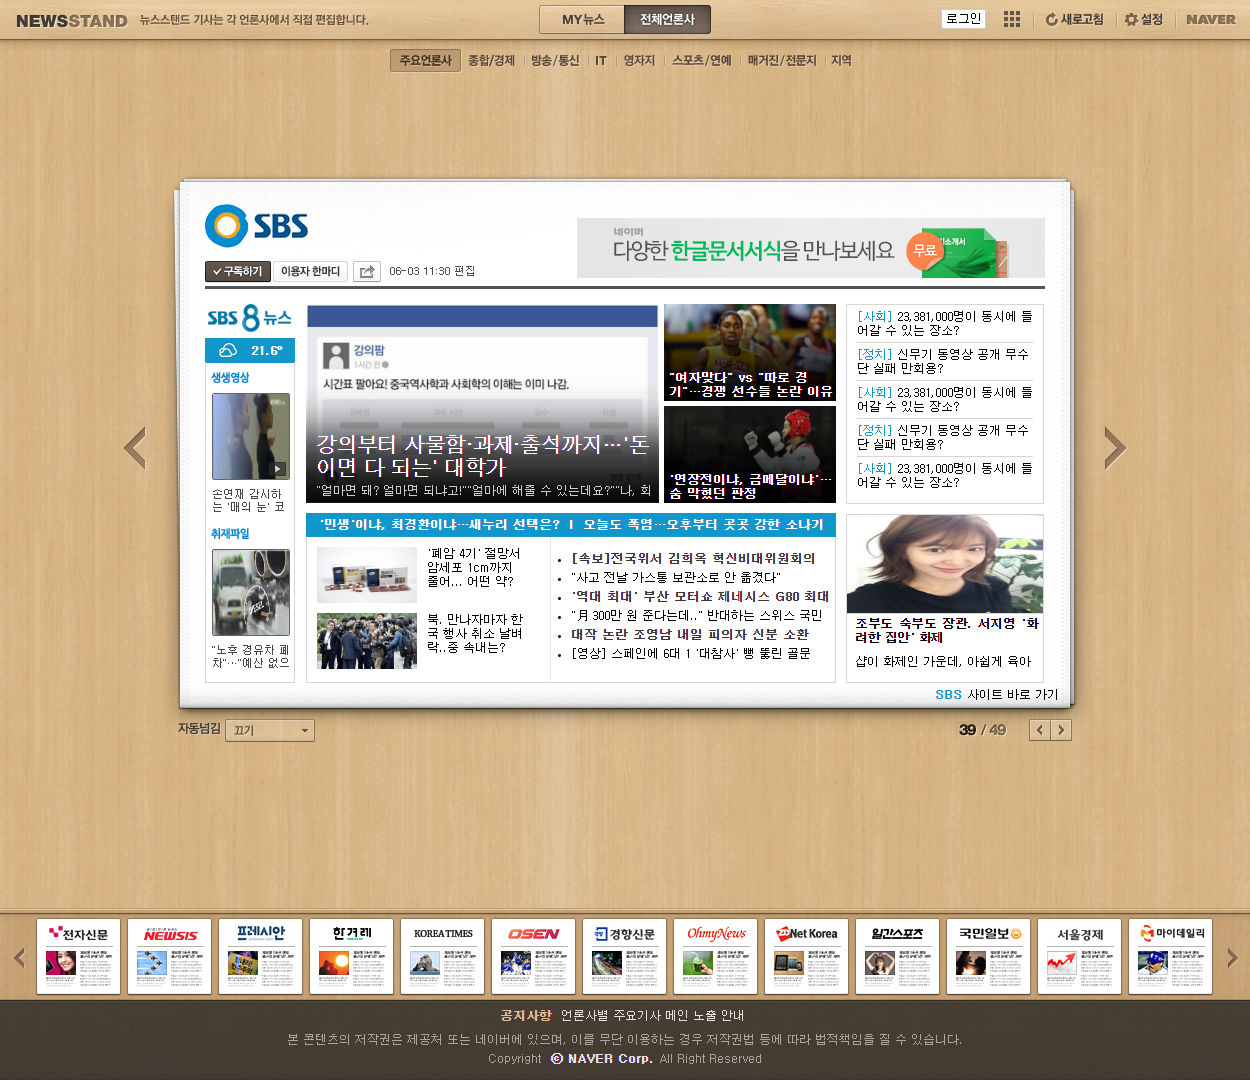 NEWSSTAND 뉴스스탠드 기사는 각 언론사에서 직접 편집합니다.
MY뉴스 전체언론사
로그인 새로고침 설정 NAVER
주요언론사 종합/경제 방송/통신 IT 영자지 스포츠/연예 매거진/전문지 지역
SBS
네이버
다양한 한글문서서식을 만나보세요 무료
구독하기 이용자 한마디 06-03 11:30 편집
SBS 8 뉴스
21.6º
생생영상
손연재 감시하
는 '매의 눈' 코
취재파일
"노후 경유차 폐
차"…"예산 없으
강의팜
1시간 전
시간표 팔아요! 중국역사학과 사회학의 이해는 이미 나감.
강의부터 사물함·과제·출석까지…'돈
이면 다 되는' 대학가
"얼마면 돼? 얼마면 되냐고!""얼마에 해줄 수 있는데요?""나, 회
"여자맞다" vs "따로 경
기"…경쟁 선수들 논란 이유
'연장전이냐, 금메달이냐'…
숨 막혔던 판정
'민생'이냐, 최경환이냐…새누리 선택은? | 오늘도 폭염…오후부터 곳곳 강한 소나기
'폐암 4기' 절망서
암세포 1cm까지
줄어... 어떤 약?
북. 만나자마자 한
국 행사 취소 날벼
락..중 속내는?
[속보]전국위서 김희옥 혁신비대위원회의
"사고 전날 가스통 보관소로 안 옮겼다"
'역대 최대' 부산 모터쇼 제네시스 G80 최대
"月 300만 원 준다는데.." 반대하는 스위스 국민
대작 논란 조영남 내일 피의자 신분 소환
[영상] 스페인에 6대 1 '대참사' 뻥 뚫린 골문
[사회] 23,381,000명이 동시에 들
어갈 수 있는 장소?
[정치] 신무기 동영상 공개 무수
단 실패 만회용?
[사회] 23,381,000명이 동시에 들
어갈 수 있는 장소?
[정치] 신무기 동영상 공개 무수
단 실패 만회용?
[사회] 23,381,000명이 동시에 들
어갈 수 있는 장소?
조부도 숙부도 장관. 서지영 '화
려한 집안' 화제
샵이 화제인 가운데, 아쉽게 육아
SBS 사이트 바로 가기
자동넘김 끄기
39 / 49
전자신문 NEWSIS 프레시안 한겨레 KOREA TIMES OSEN 경향신문 OhmyNews ZDNet Korea 일간스포츠 국민일보 서울경제 마이데일리
공지사항 언론사별 주요기사 메인 노출 안내
본 콘텐츠의 저작권은 제공처 또는 네이버에 있으며, 이를 무단 이용하는 경우 저작권법 등에 따라 법적책임을 질 수 있습니다.
Copyright ⓒ NAVER Corp. All Right Reserved